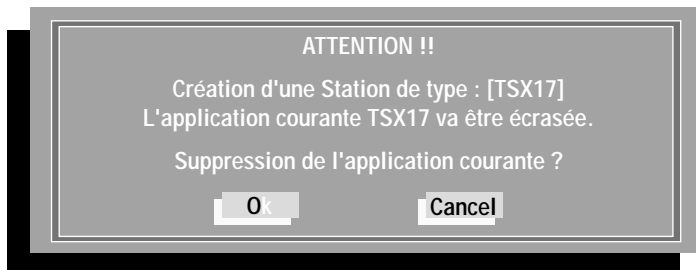 ATTENTION !!
Création d'une Station de type : [TSX17]
L'application courante TSX17 va être écrasée.
Suppression de l'application courante ?
Ok Cancel